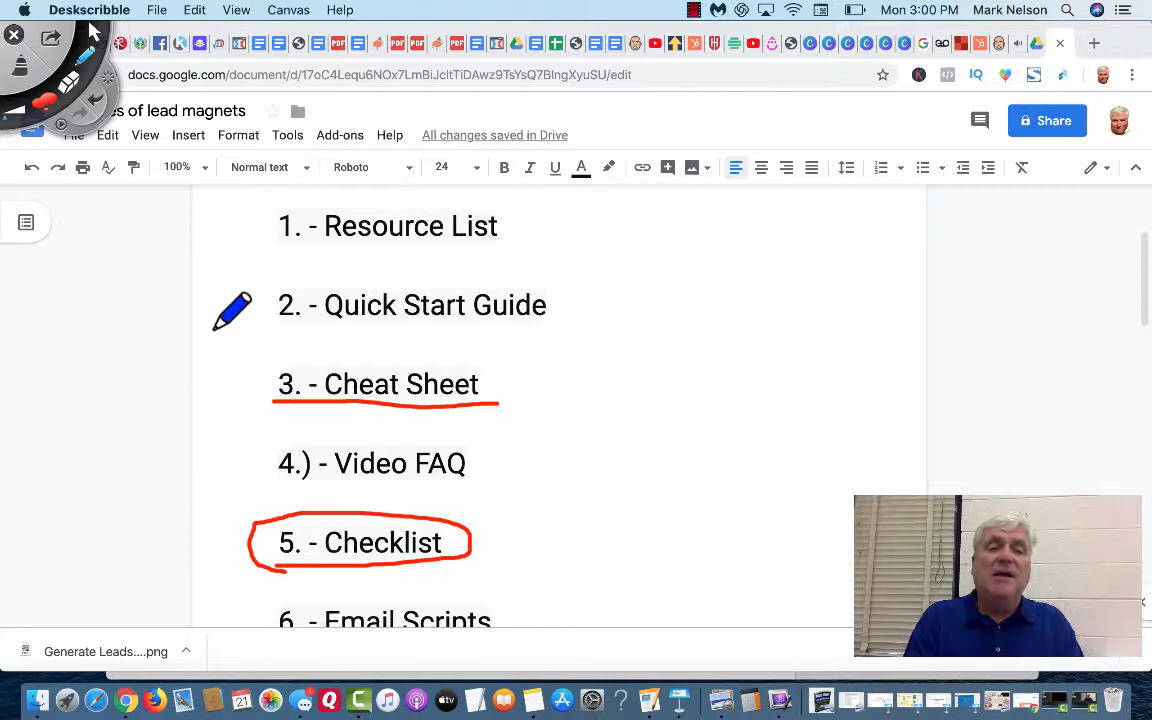 Deskscribble File Edit View Canvas Help Mon 3:00 PM Mark Nelson
docs.google.com/document/d/17oC4Lequ6NOx7LmBiJcltTiDAwz9TsYsQ7BlngXyuSU/edit
es of lead magnets
File Edit View Insert Format Tools Add-ons Help All changes saved in Drive
Share
100% Normal text Roboto 24
1. - Resource List
2. - Quick Start Guide
3. - Cheat Sheet
4.) - Video FAQ
5. - Checklist
6. - Email Scripts
Generate Leads....png